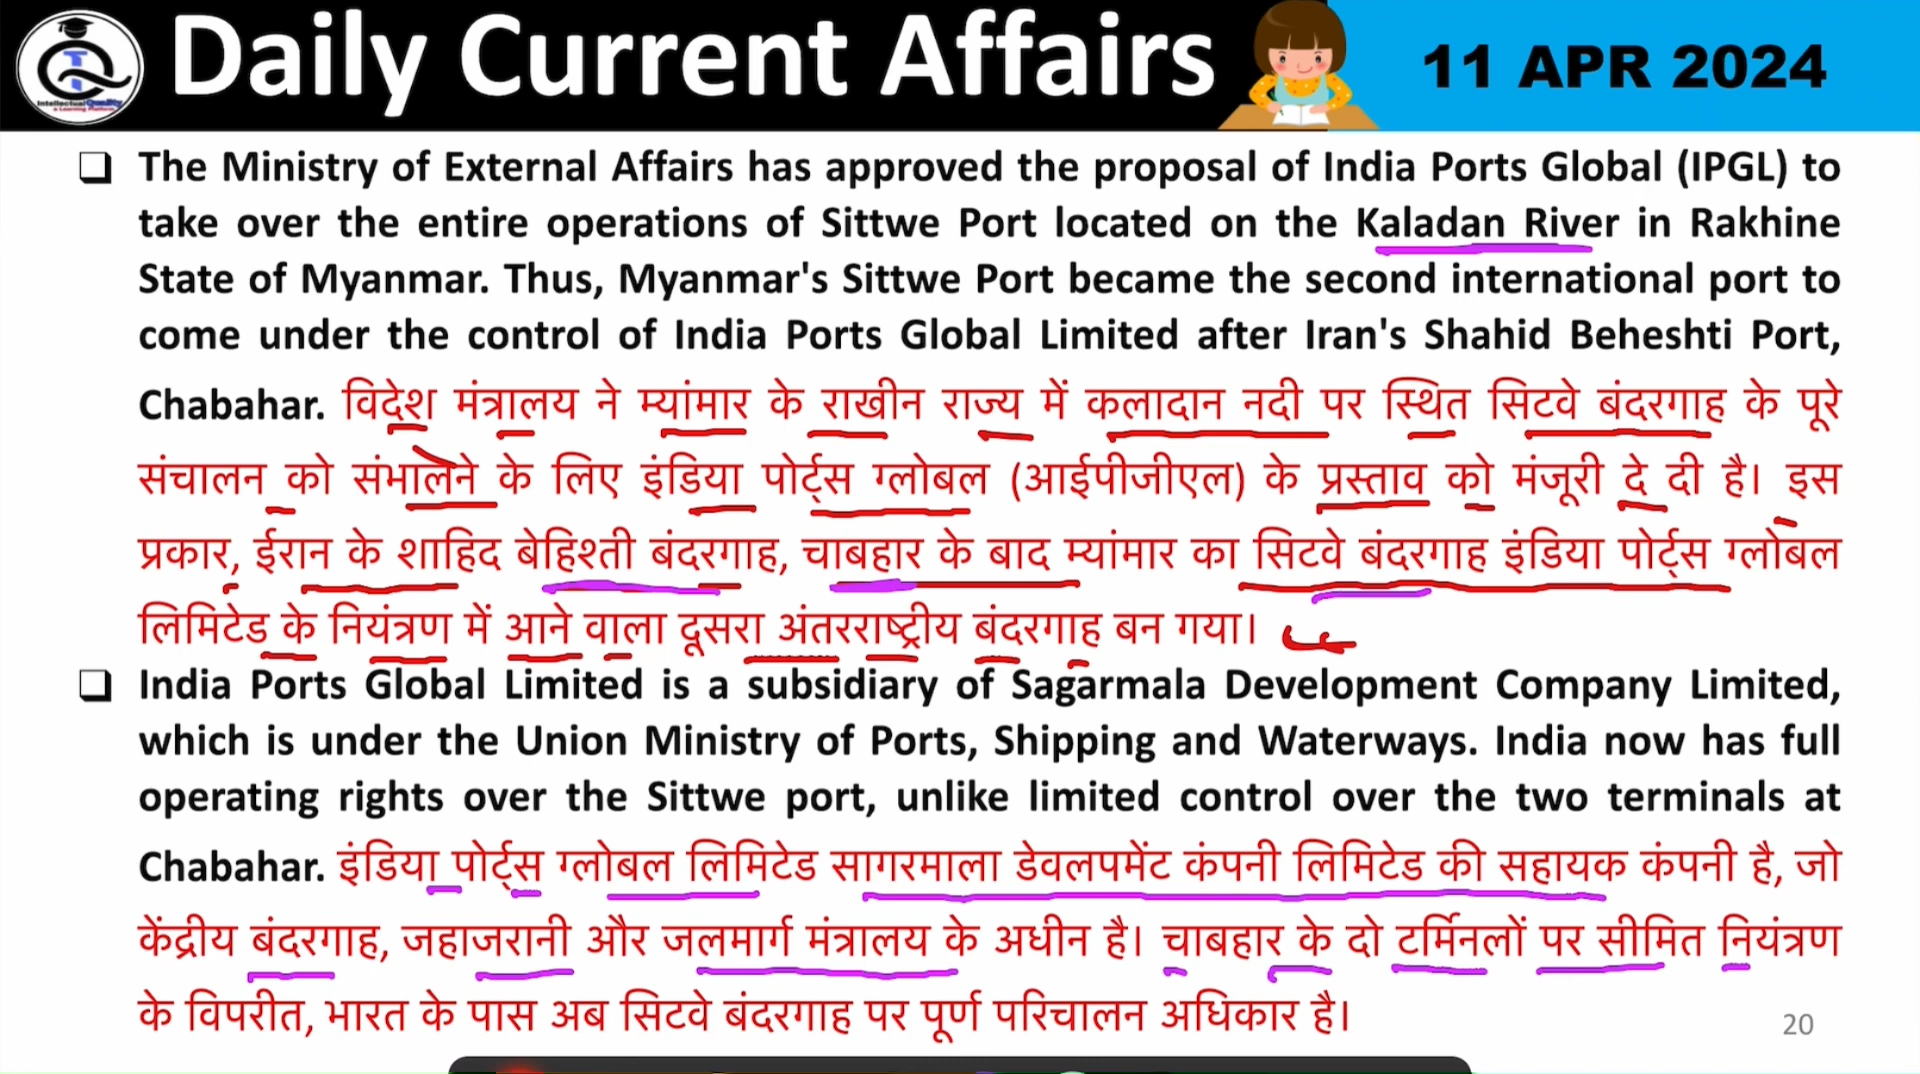 Daily Current Affairs
11 APR 2024
The Ministry of External Affairs has approved the proposal of India Ports Global (IPGL) to
take over the entire operations of Sittwe Port located on the Kaladan River in Rakhine
State of Myanmar. Thus, Myanmar's Sittwe Port became the second international port to
come under the control of India Ports Global Limited after Iran's Shahid Beheshti Port,
Chabahar. विदेश मंत्रालय ने म्यांमार के राखीन राज्य में कलादान नदी पर स्थित सिटवे बंदरगाह के पूरे
संचालन को संभालने के लिए इंडिया पोर्ट्स ग्लोबल (आईपीजीएल) के प्रस्ताव को मंजूरी दे दी है। इस
प्रकार, ईरान के शाहिद बेहिश्ती बंदरगाह, चाबहार के बाद म्यांमार का सिटवे बंदरगाह इंडिया पोर्ट्स ग्लोबल
लिमिटेड के नियंत्रण में आने वाला दूसरा अंतरराष्ट्रीय बंदरगाह बन गया।
India Ports Global Limited is a subsidiary of Sagarmala Development Company Limited,
which is under the Union Ministry of Ports, Shipping and Waterways. India now has full
operating rights over the Sittwe port, unlike limited control over the two terminals at
Chabahar. इंडिया पोर्ट्स ग्लोबल लिमिटेड सागरमाला डेवलपमेंट कंपनी लिमिटेड की सहायक कंपनी है, जो
केंद्रीय बंदरगाह, जहाजरानी और जलमार्ग मंत्रालय के अधीन है। चाबहार के दो टर्मिनलों पर सीमित नियंत्रण
के विपरीत, भारत के पास अब सिटवे बंदरगाह पर पूर्ण परिचालन अधिकार है।
20